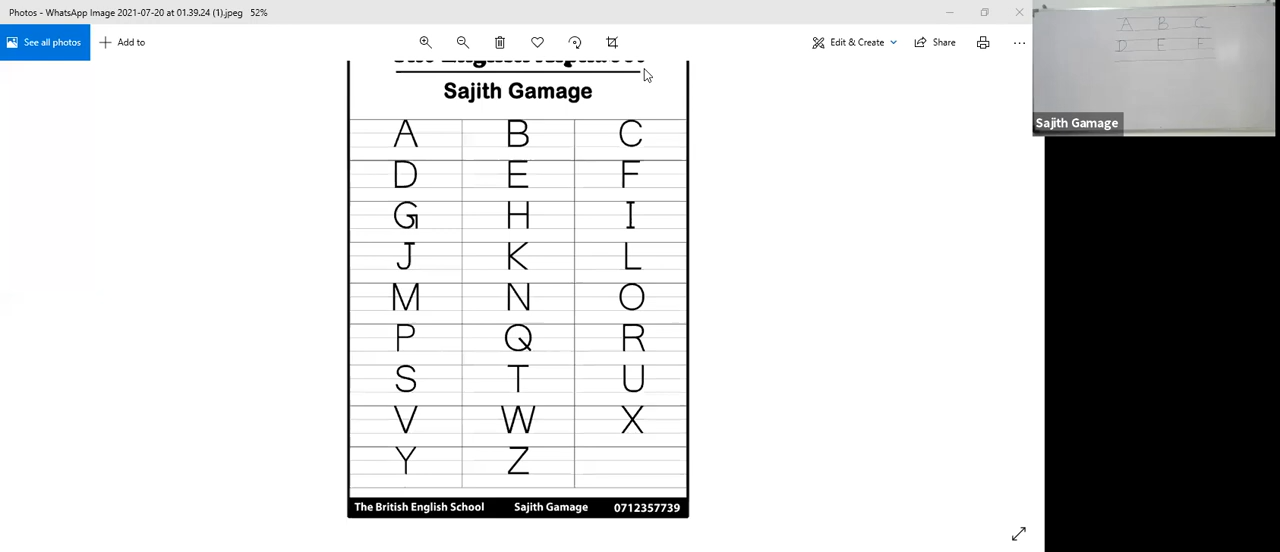 Photos - WhatsApp Image 2021-07-20 at 01.39.24 (1).jpeg 52%
See all photos Add to Edit & Create Share
Sajith Gamage
A B C
D E F
G H I
J K L
M N O
P Q R
S T U
V W X
Y Z
The British English School Sajith Gamage 0712357739
A B C
D E F
Sajith Gamage